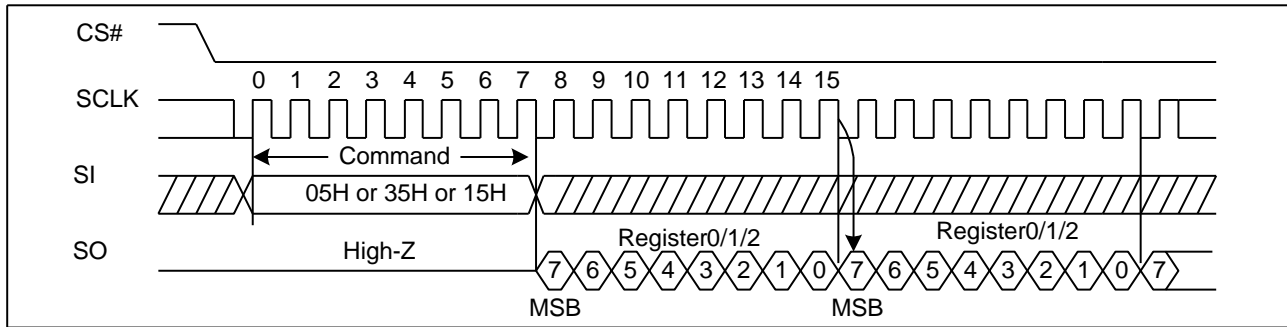 CS#
0 1 2 3 4 5 6 7 8 9 10 11 12 13 14 15
SCLK
Command
SI
05H or 35H or 15H
Register0/1/2 Register0/1/2
SO
High-Z
7 6 5 4 3 2 1 0 7 6 5 4 3 2 1 0 7
MSB MSB